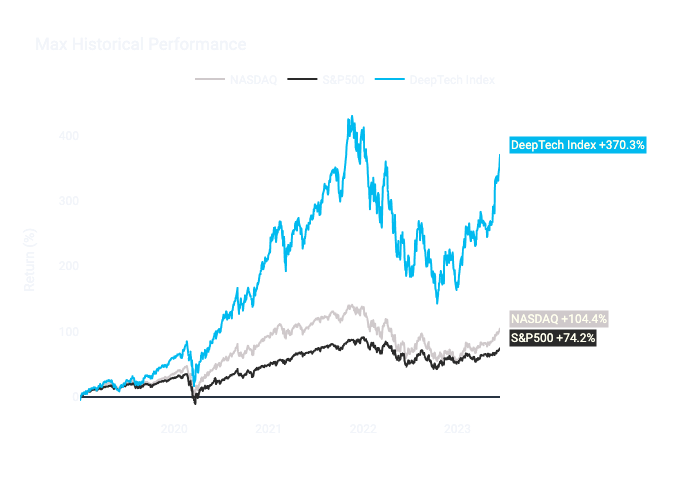 Max Historical Performance
NASDAQ S&P500 DeepTech Index
400
DeepTech Index +370.3%
300
Return (%)
200
NASDAQ +104.4%
100
S&P500 +74.2%
2020 2021 2022 2023